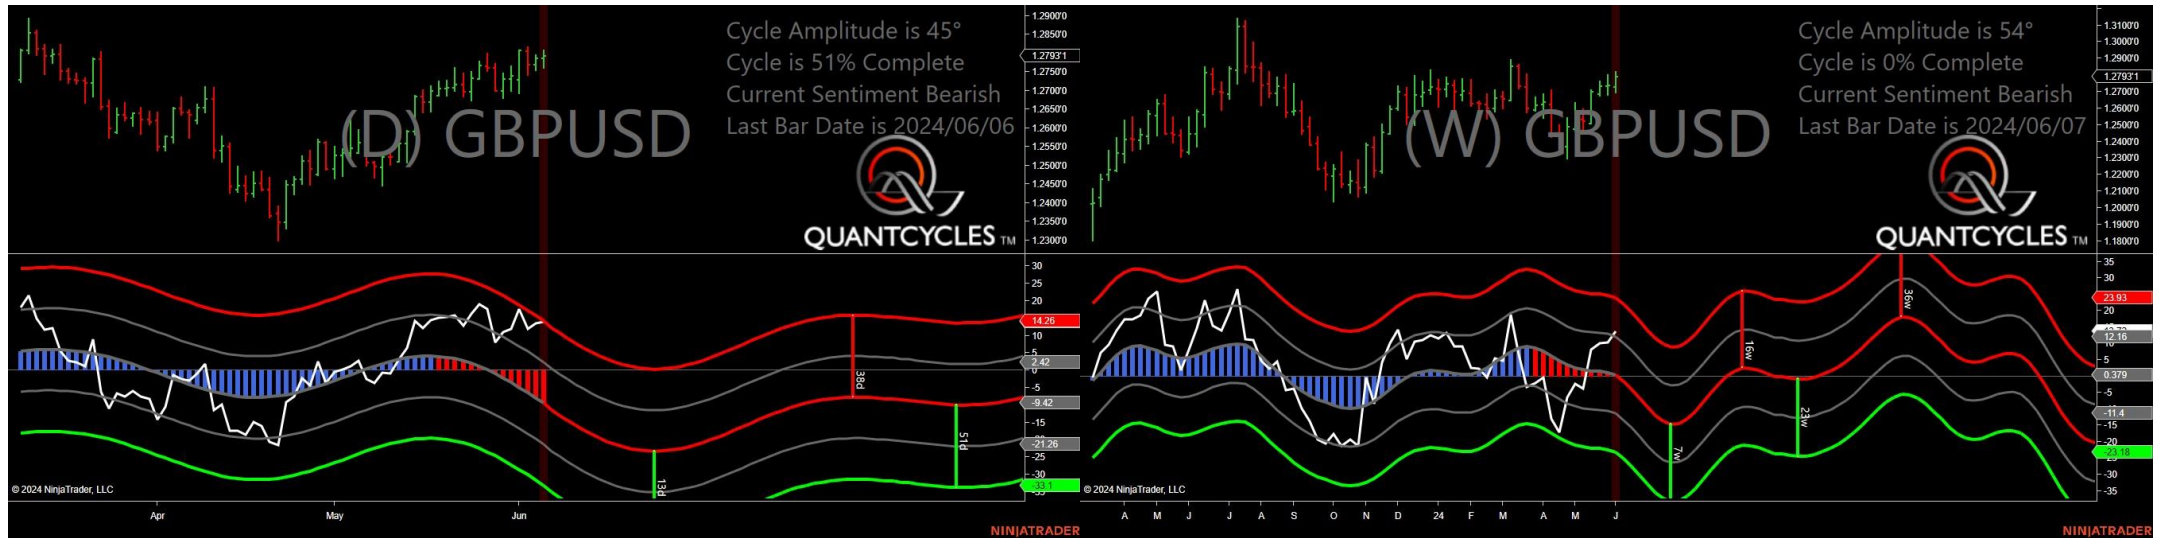 Cycle Amplitude is 45°
Cycle is 51% Complete
Current Sentiment Bearish
Last Bar Date is 2024/06/06
(D) GBPUSD
QUANTCYCLES TM
1.2900'0
1.2850'0
1.2793'1
1.2750'0
1.2700'0
1.2650'0
1.2600'0
1.2550'0
1.2500'0
1.2450'0
1.2400'0
1.2350'0
1.2300'0
30
25
20
14.26
10
5
2.42
-5
-9.42
-15
-21.26
-25
-30
-33.1
13d
38d
51d
© 2024 NinjaTrader, LLC
Apr
May
Jun
NINJATRADER
Cycle Amplitude is 54°
Cycle is 0% Complete
Current Sentiment Bearish
Last Bar Date is 2024/06/07
(W) GBPUSD
QUANTCYCLES TM
1.3100'0
1.3000'0
1.2900'0
1.2793'1
1.2700'0
1.2600'0
1.2500'0
1.2400'0
1.2300'0
1.2200'0
1.2100'0
1.2000'0
1.1900'0
1.1800'0
35
30
23.93
20
12.16
5
0.379
-5
-11.4
-15
-20
-23.18
-30
-35
7w
16w
23w
36w
© 2024 NinjaTrader, LLC
A
M
J
J
A
S
O
N
D
24
F
M
A
M
J
NINJATRADER